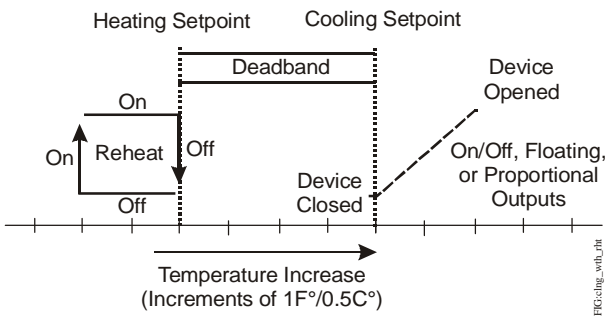 Heating Setpoint
Cooling Setpoint
Deadband
Device
Opened
On
On
Reheat
Off
On/Off, Floating,
or Proportional
Outputs
Device
Closed
Off
Temperature Increase
(Increments of 1F°/0.5C°)
FIG:clng_wth_rht